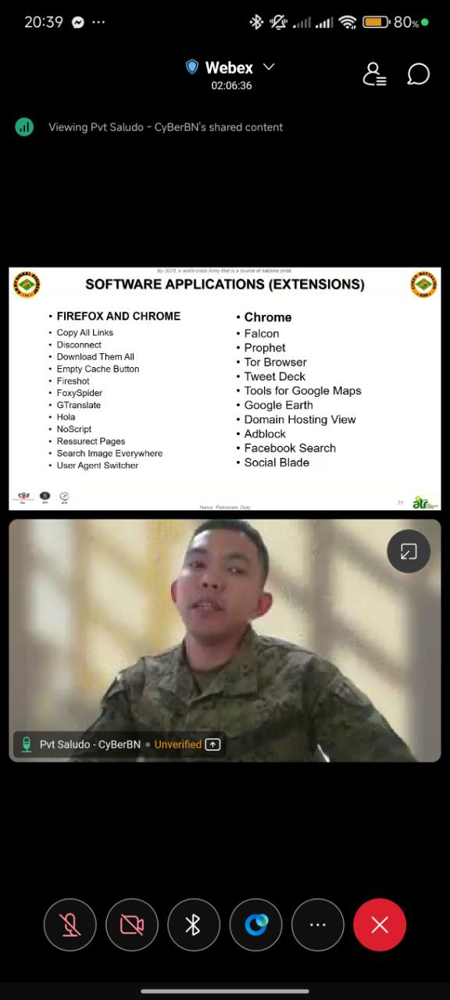 20:39
80%
Webex
02:06:36
Viewing Pvt Saludo - CyBerBN's shared content
By 2028, a world-class Army that is a source of national pride.
SOFTWARE APPLICATIONS (EXTENSIONS)
• FIREFOX AND CHROME
• Copy All Links
• Disconnect
• Download Them All
• Empty Cache Button
• Fireshot
• FoxySpider
• GTranslate
• Hola
• NoScript
• Ressurect Pages
• Search Image Everywhere
• User Agent Switcher
• Chrome
• Falcon
• Prophet
• Tor Browser
• Tweet Deck
• Tools for Google Maps
• Google Earth
• Domain Hosting View
• Adblock
• Facebook Search
• Social Blade
Honor, Patriotism, Duty
23
atr
Pvt Saludo - CyBerBN • Unverified